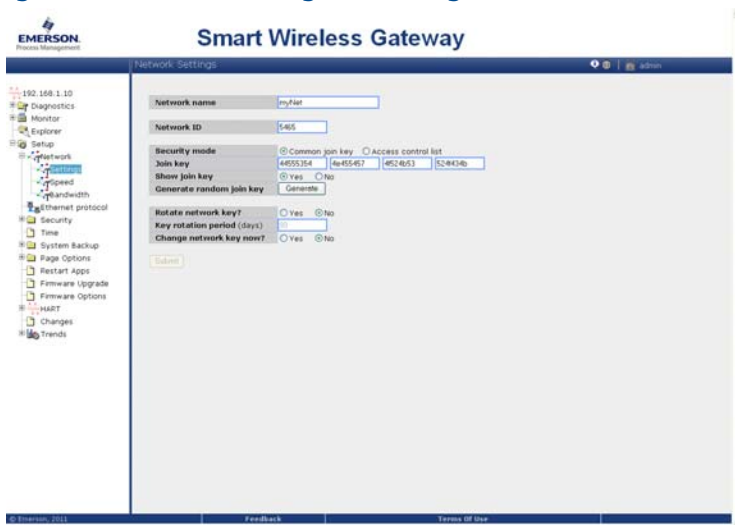 EMERSON.
Process Management
Smart Wireless Gateway
Network Settings
admin
192.168.1.10
Diagnostics
Monitor
Explorer
Setup
Network
Settings
Speed
Bandwidth
Ethernet protocol
Security
Time
System Backup
Page Options
Restart Apps
Firmware Upgrade
Firmware Options
HART
Changes
Trends
Network name myNet
Network ID 5465
Security mode Common join key Access control list
Join key 44555354 4e455457 4f524b53 524f434b
Show join key Yes No
Generate random join key Generate
Rotate network key? Yes No
Key rotation period (days)
Change network key now? Yes No
Submit
© Emerson, 2011 Feedback Terms Of Use